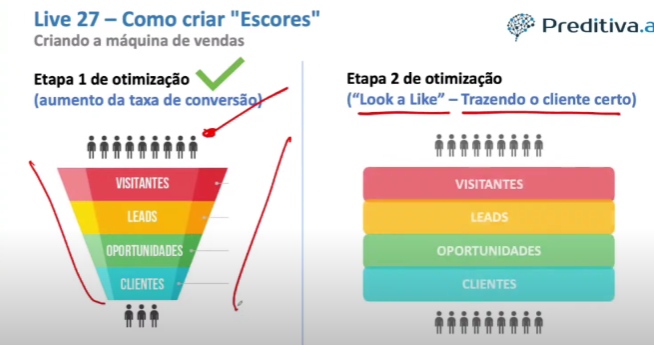 Live 27 – Como criar "Escores"
Criando a máquina de vendas
Preditiva.a
Etapa 1 de otimização
(aumento da taxa de conversão)
VISITANTES
LEADS
OPORTUNIDADES
CLIENTES
Etapa 2 de otimização
("Look a Like" – Trazendo o cliente certo)
VISITANTES
LEADS
OPORTUNIDADES
CLIENTES